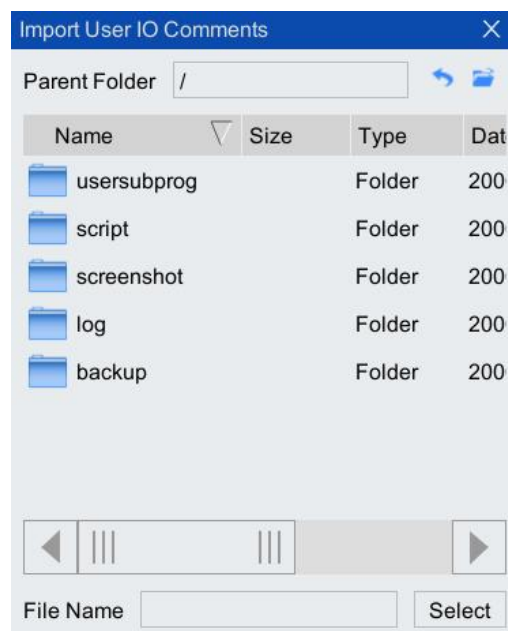 Import User IO Comments
Parent Folder /
Name Size Type Dat
usersubprog Folder 200
script Folder 200
screenshot Folder 200
log Folder 200
backup Folder 200
File Name Select